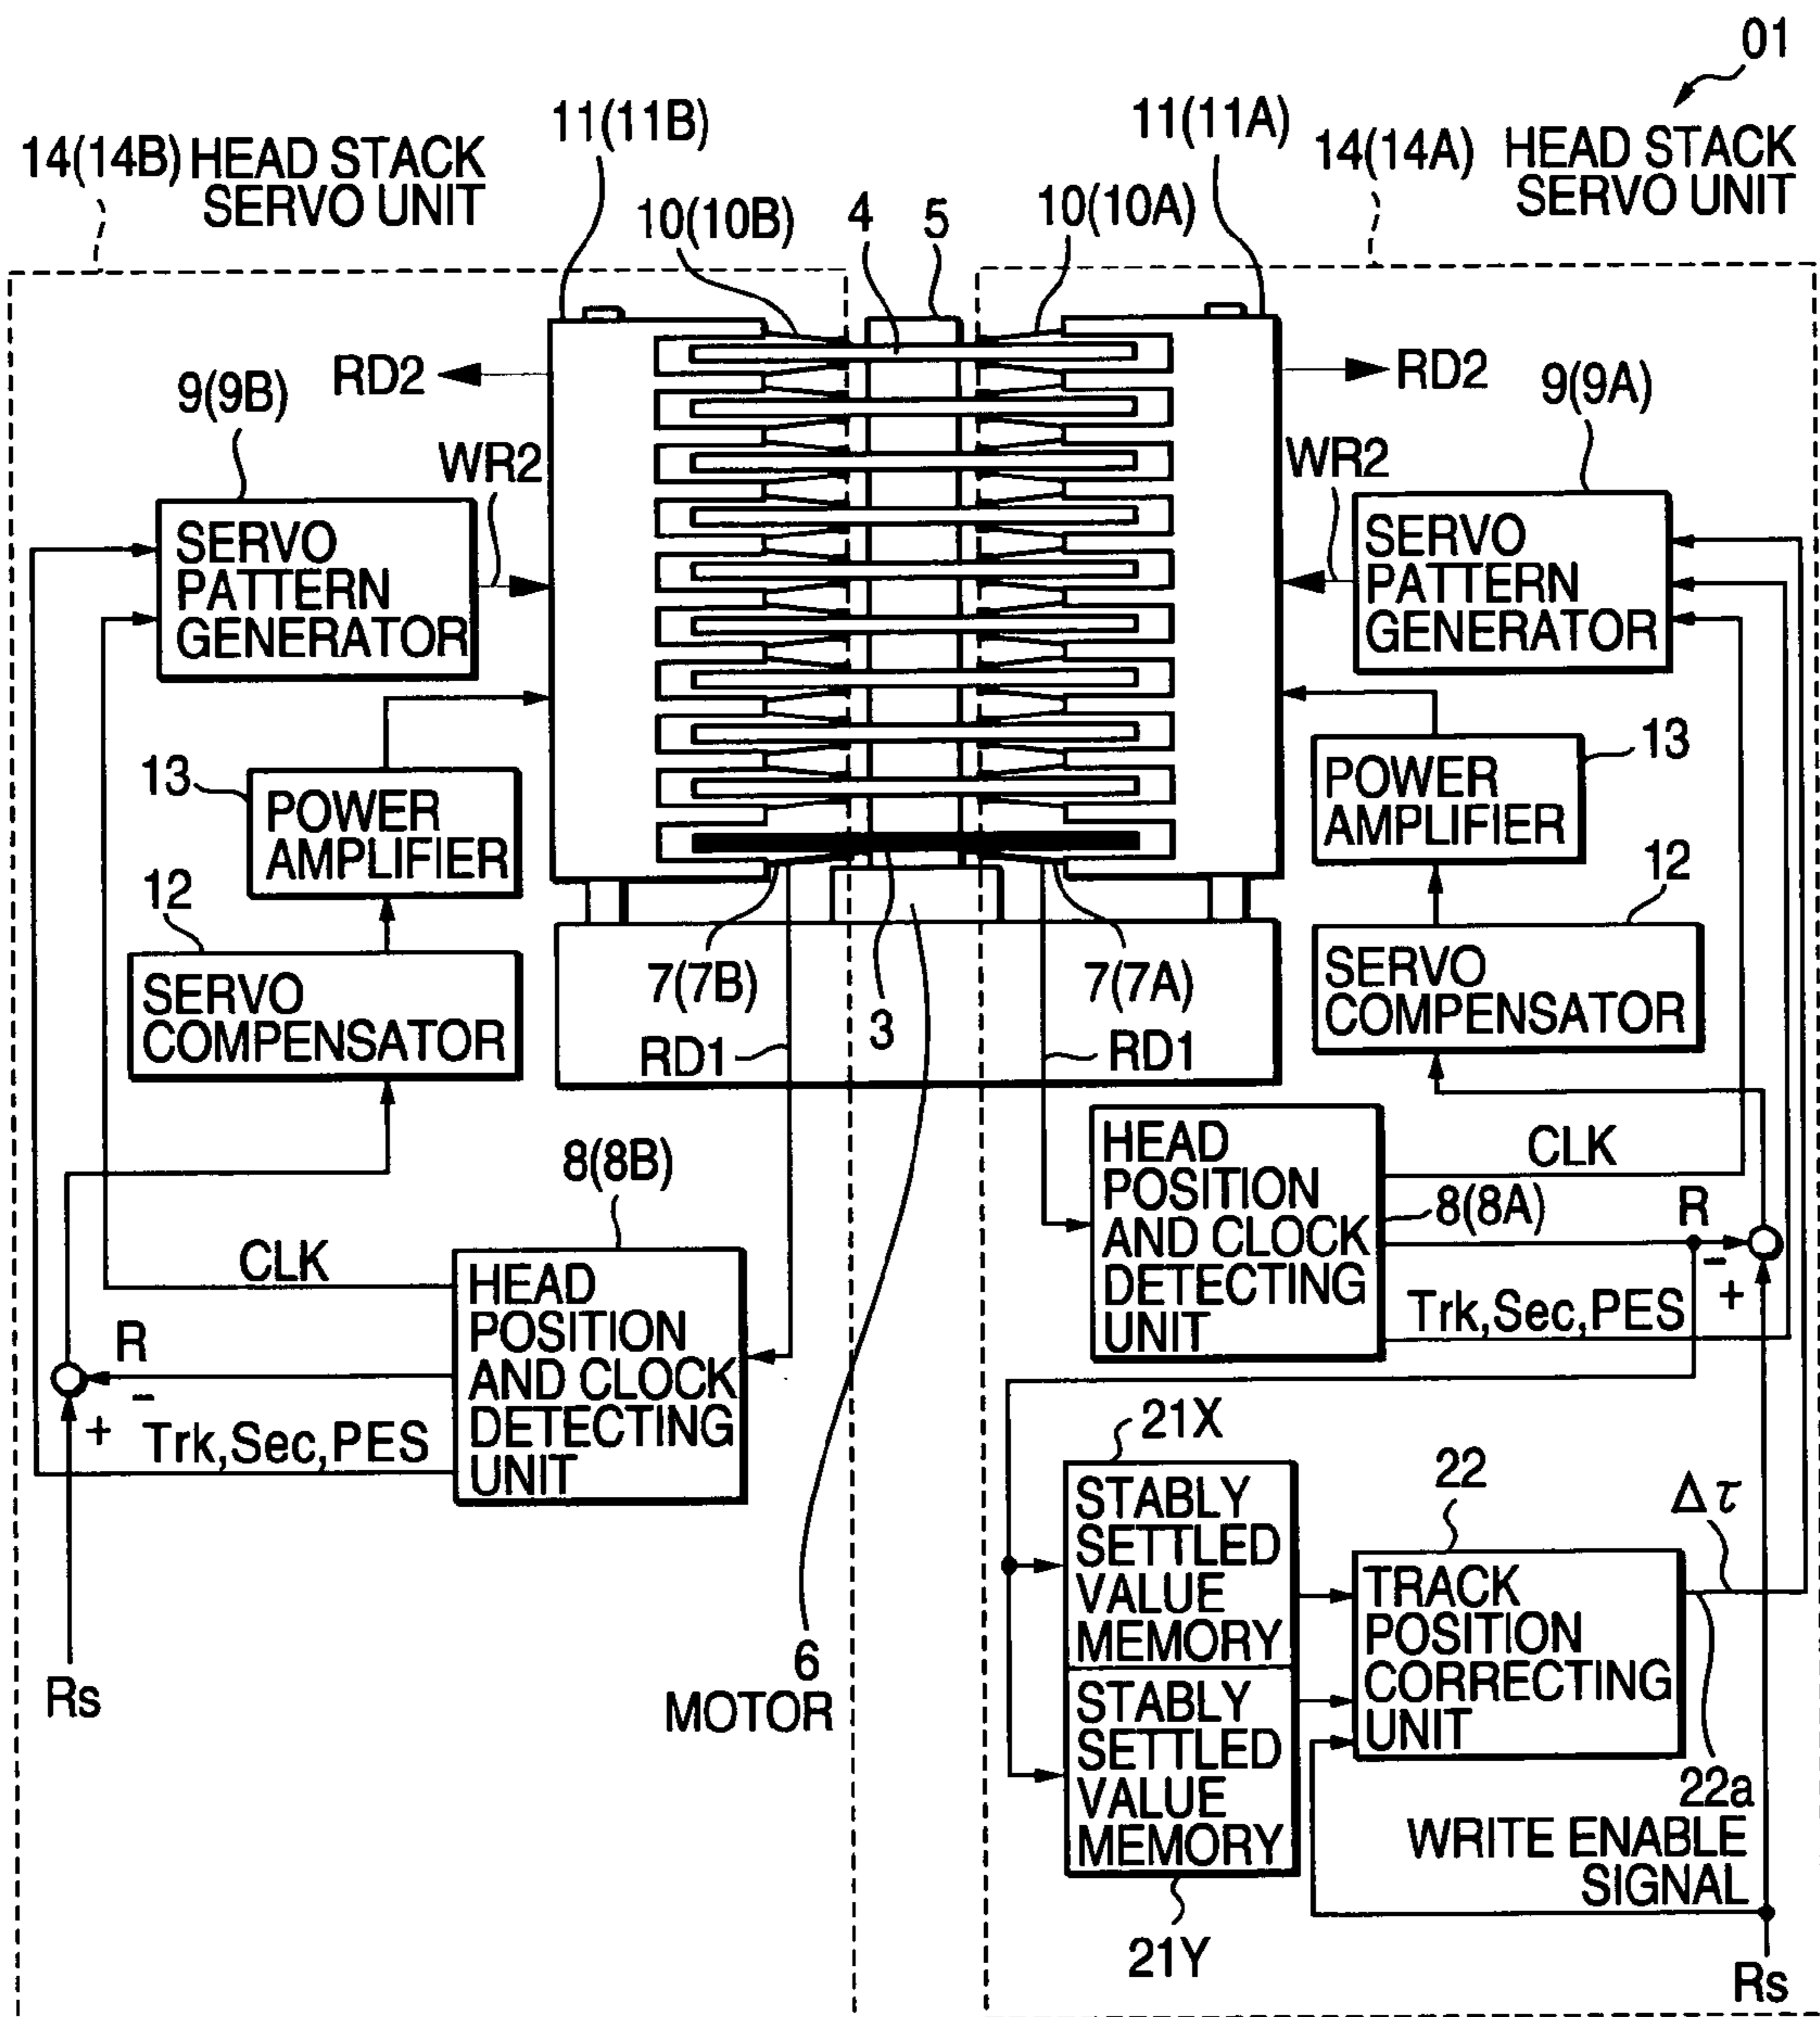 01
11(11B)
11(11A)
14(14B) HEAD STACK
SERVO UNIT
14(14A) HEAD STACK
SERVO UNIT
10(10B)
4
5
10(10A)
RD2
RD2
9(9B)
9(9A)
WR2
WR2
SERVO
PATTERN
GENERATOR
SERVO
PATTERN
GENERATOR
13
POWER
AMPLIFIER
13
POWER
AMPLIFIER
12
SERVO
COMPENSATOR
12
SERVO
COMPENSATOR
7(7B)
3
7(7A)
RD1
RD1
8(8B)
HEAD
POSITION
AND CLOCK
DETECTING
UNIT
CLK
8(8A)
R
-
+
Trk,Sec,PES
CLK
HEAD
POSITION
AND CLOCK
DETECTING
UNIT
R
-
+
Trk,Sec,PES
21X
STABLY
SETTLED
VALUE
MEMORY
STABLY
SETTLED
VALUE
MEMORY
21Y
22
TRACK
POSITION
CORRECTING
UNIT
Δτ
22a
WRITE ENABLE
SIGNAL
6
MOTOR
Rs
Rs